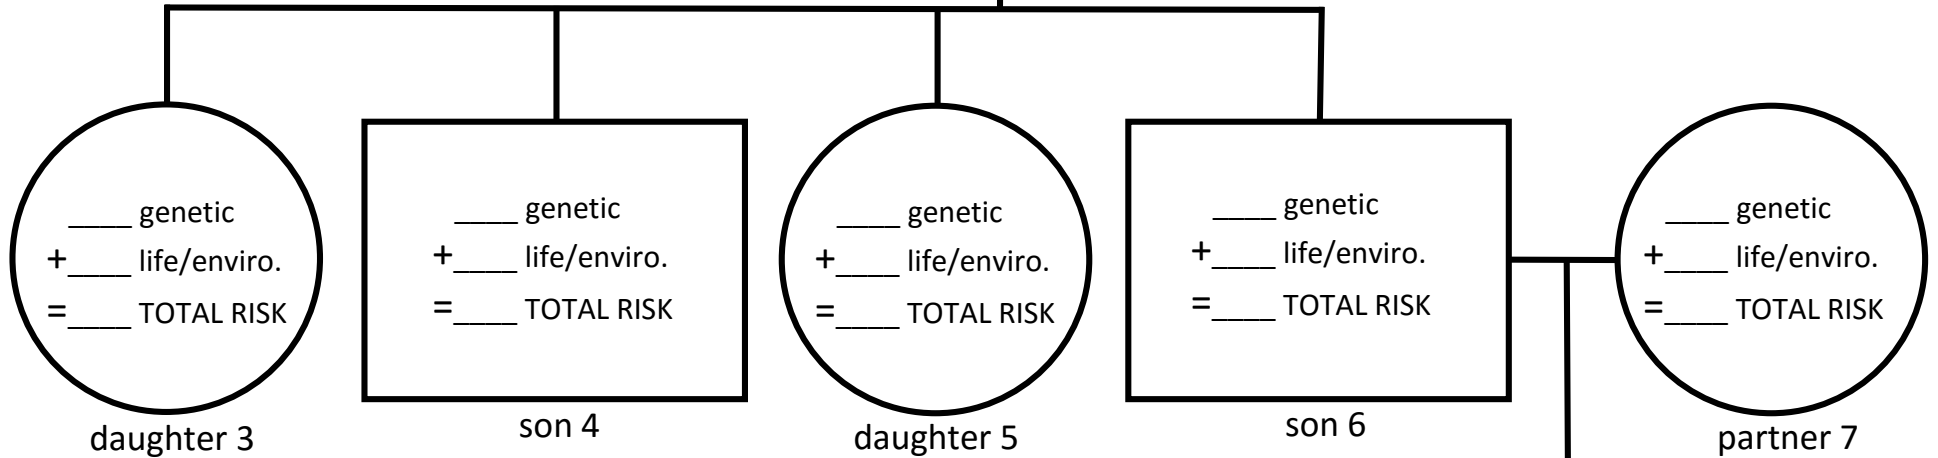 ____ genetic
+____ life/enviro.
=____ TOTAL RISK
daughter 3
____ genetic
+____ life/enviro.
=____ TOTAL RISK
son 4
____ genetic
+____ life/enviro.
=____ TOTAL RISK
daughter 5
____ genetic
+____ life/enviro.
=____ TOTAL RISK
son 6
____ genetic
+____ life/enviro.
=____ TOTAL RISK
partner 7